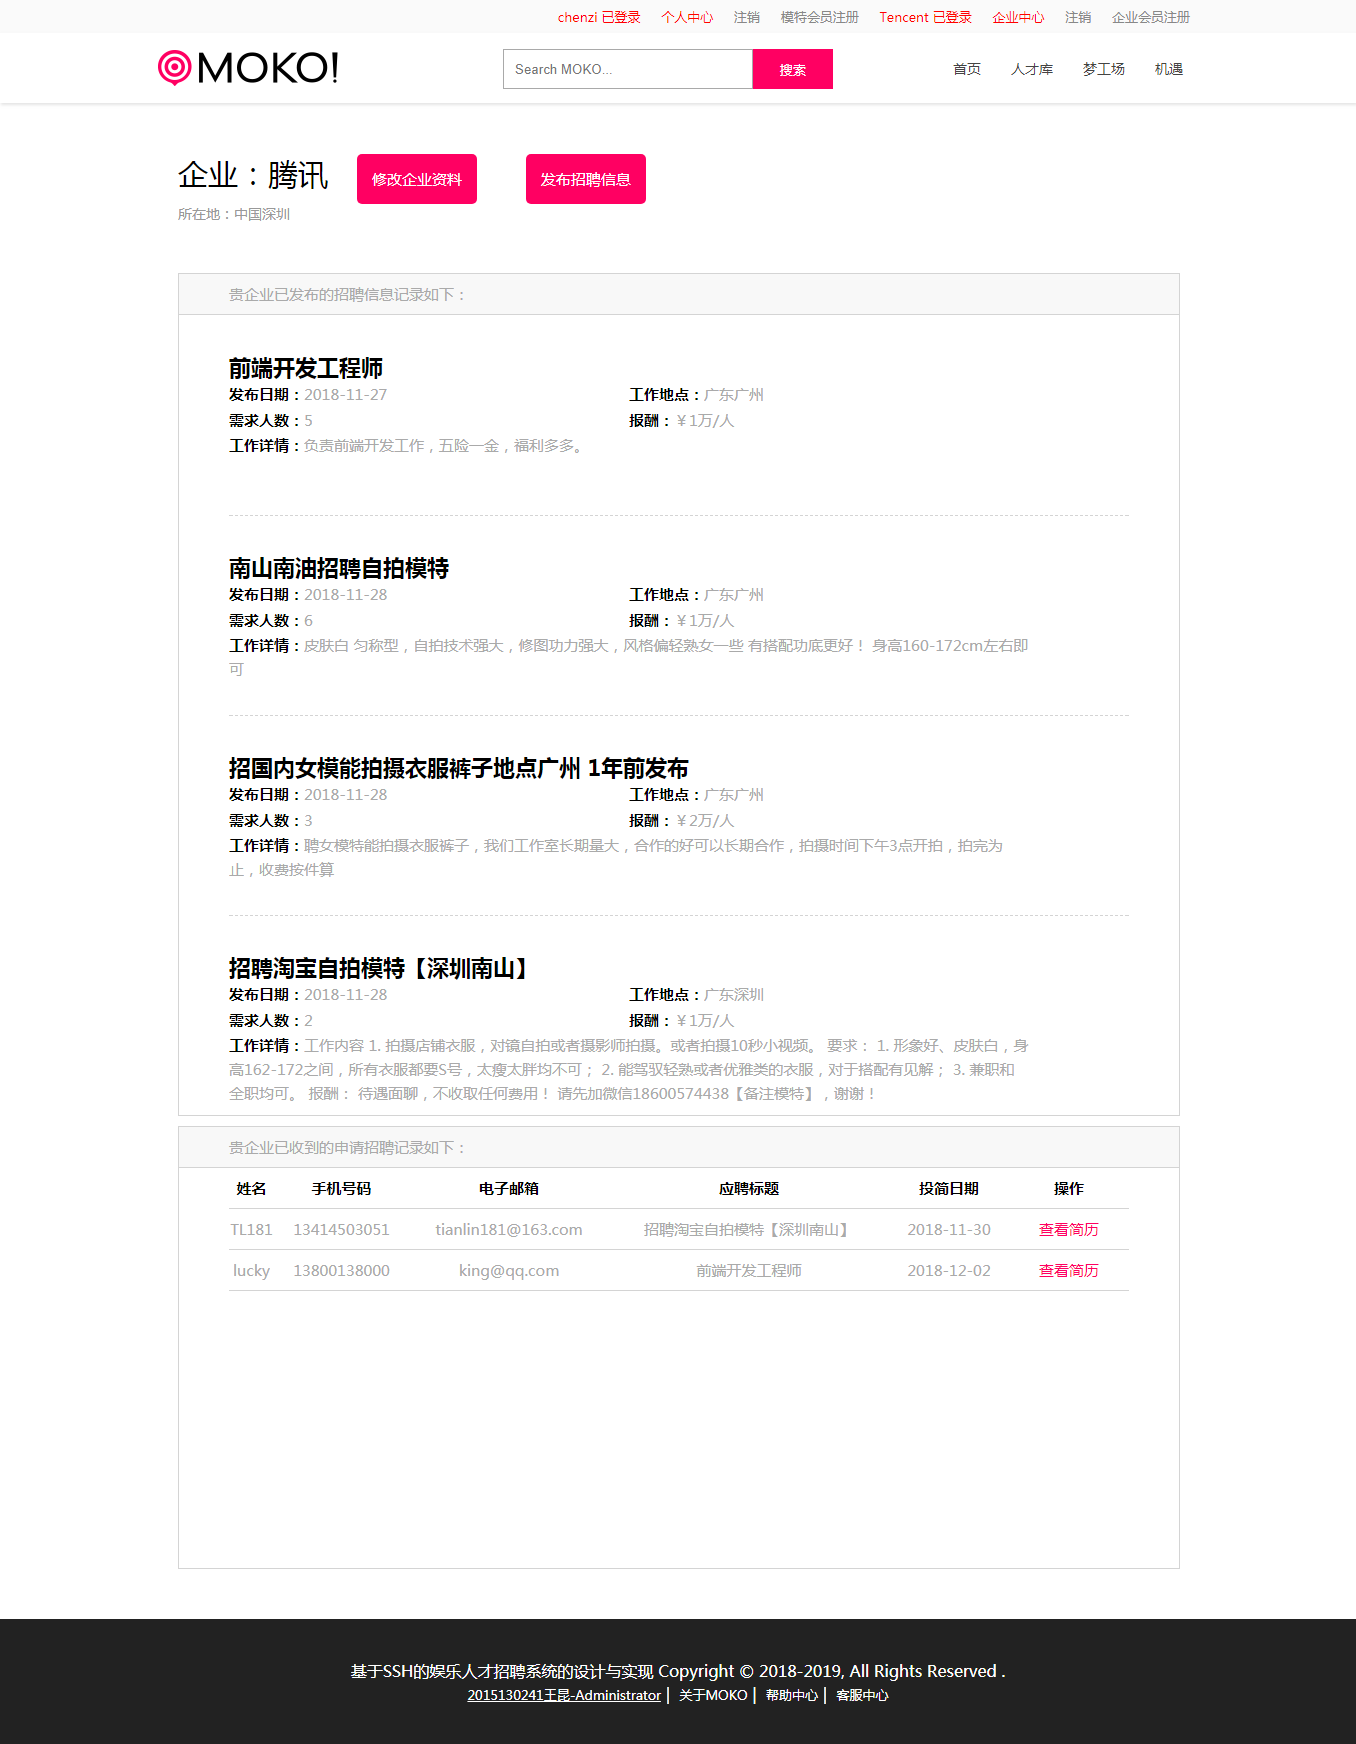 chenzi 已登录 个人中心 注销 模特会员注册 Tencent 已登录 企业中心 注销 企业会员注册
MOKO! Search MOKO... 搜索 首页 人才库 梦工场 机遇
企业：腾讯 修改企业资料 发布招聘信息
所在地：中国深圳
贵企业已发布的招聘信息记录如下：
前端开发工程师
发布日期：2018-11-27 工作地点：广东广州
需求人数：5 报酬：￥1万/人
工作详情：负责前端开发工作，五险一金，福利多多。
南山南油招聘自拍模特
发布日期：2018-11-28 工作地点：广东广州
需求人数：6 报酬：￥1万/人
工作详情：皮肤白 匀称型，自拍技术强大，修图功力强大，风格偏轻熟女一些 有搭配功底更好！ 身高160-172cm左右即
可
招国内女模能拍摄衣服裤子地点广州 1年前发布
发布日期：2018-11-28 工作地点：广东广州
需求人数：3 报酬：￥2万/人
工作详情：聘女模特能拍摄衣服裤子，我们工作室长期量大，合作的好可以长期合作，拍摄时间下午3点开拍，拍完为
止，收费按件算
招聘淘宝自拍模特【深圳南山】
发布日期：2018-11-28 工作地点：广东深圳
需求人数：2 报酬：￥1万/人
工作详情：工作内容 1. 拍摄店铺衣服，对镜自拍或者摄影师拍摄。或者拍摄10秒小视频。 要求： 1. 形象好、皮肤白，身
高162-172之间，所有衣服都要S号，太瘦太胖均不可； 2. 能驾驭轻熟或者优雅类的衣服，对于搭配有见解； 3. 兼职和
全职均可。 报酬： 待遇面聊，不收取任何费用！ 请先加微信18600574438【备注模特】，谢谢！
贵企业已收到的申请招聘记录如下：
姓名 手机号码 电子邮箱 应聘标题 投简日期 操作
TL181 13414503051 tianlin181@163.com 招聘淘宝自拍模特【深圳南山】 2018-11-30 查看简历
lucky 13800138000 king@qq.com 前端开发工程师 2018-12-02 查看简历
基于SSH的娱乐人才招聘系统的设计与实现 Copyright © 2018-2019, All Rights Reserved .
2015130241王昆-Administrator | 关于MOKO | 帮助中心 | 客服中心